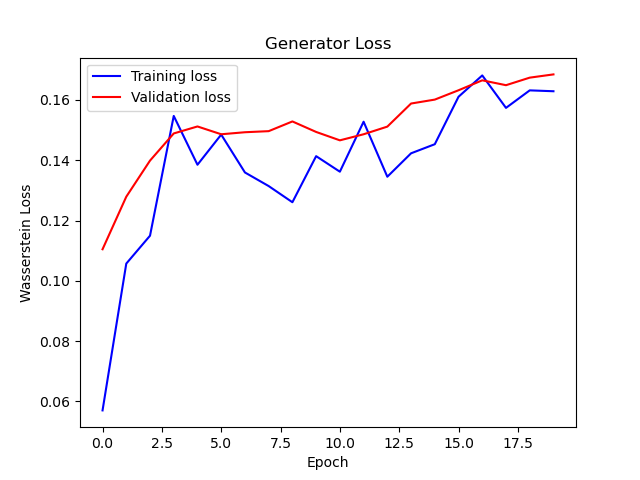 Generator Loss
Training loss
Validation loss
Wasserstein Loss
0.16
0.14
0.12
0.10
0.08
0.06
0.0 2.5 5.0 7.5 10.0 12.5 15.0 17.5
Epoch